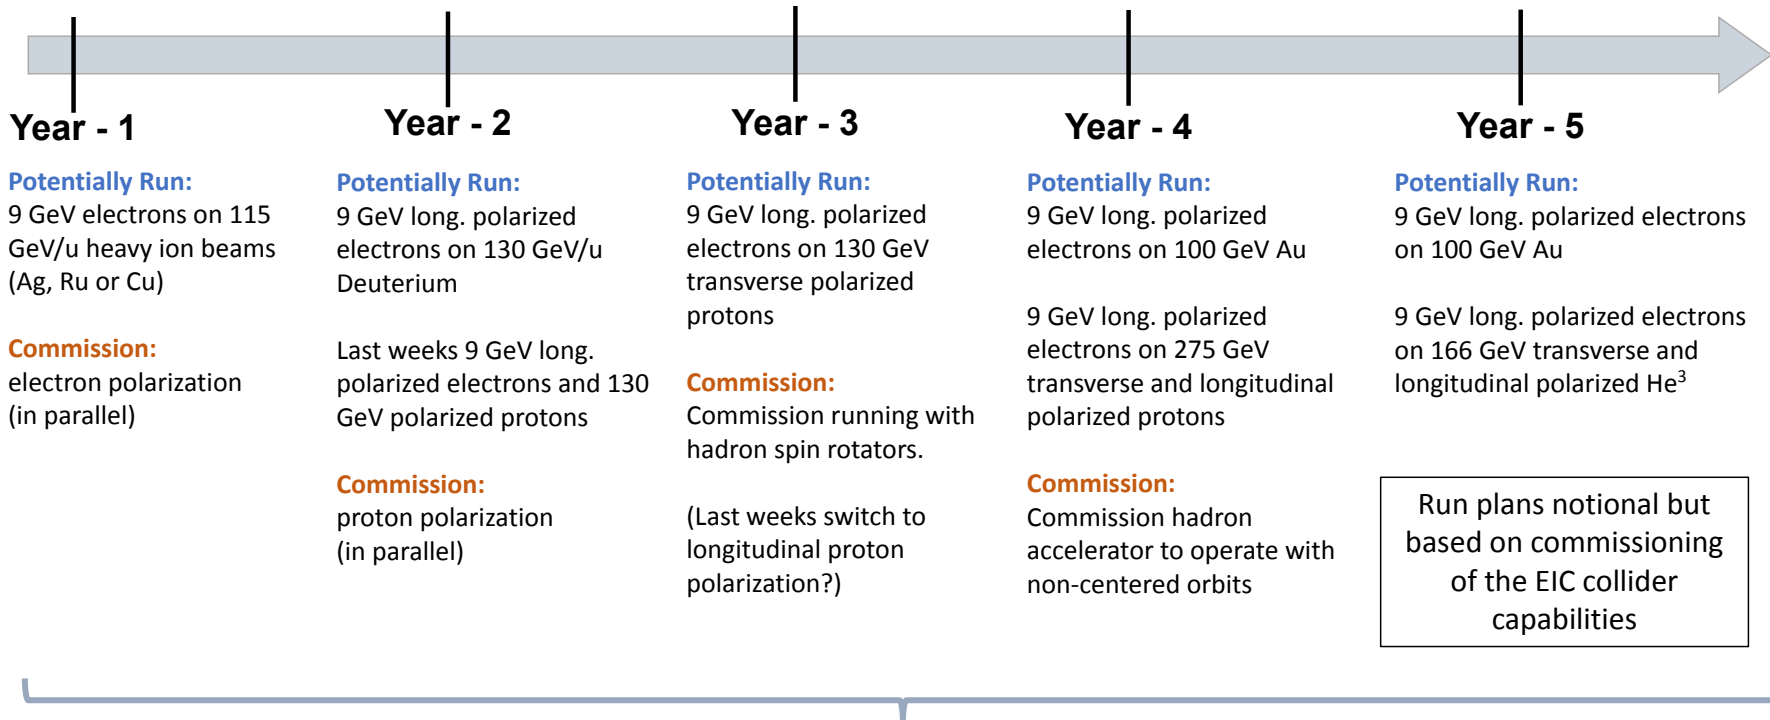 Year - 1
Potentially Run:
9 GeV electrons on 115
GeV/u heavy ion beams
(Ag, Ru or Cu)
Commission:
electron polarization
(in parallel)
Year - 2
Potentially Run:
9 GeV long. polarized
electrons on 130 GeV/u
Deuterium
Last weeks 9 GeV long.
polarized electrons and 130
GeV polarized protons
Commission:
proton polarization
(in parallel)
Year - 3
Potentially Run:
9 GeV long. polarized
electrons on 130 GeV
transverse polarized
protons
Commission:
Commission running with
hadron spin rotators.
(Last weeks switch to
longitudinal proton
polarization?)
Year - 4
Potentially Run:
9 GeV long. polarized
electrons on 100 GeV Au
9 GeV long. polarized
electrons on 275 GeV
transverse and longitudinal
polarized protons
Commission:
Commission hadron
accelerator to operate with
non-centered orbits
Year - 5
Potentially Run:
9 GeV long. polarized electrons
on 100 GeV Au
9 GeV long. polarized electrons
on 166 GeV transverse and
longitudinal polarized He³
Run plans notional but
based on commissioning
of the EIC collider
capabilities